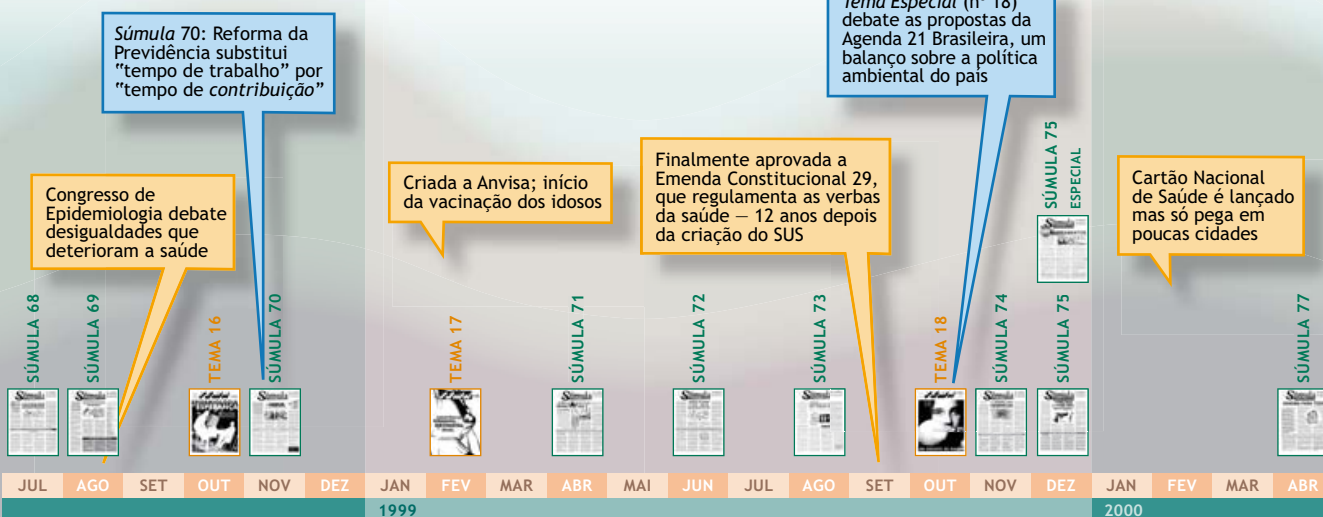 Súmula 70: Reforma da
Previdência substitui
“tempo de trabalho” por
“tempo de contribuição”
Tema Especial (nº 18)
debate as propostas da
Agenda 21 Brasileira, um
balanço sobre a política
ambiental do país
Congresso de
Epidemiologia debate
desigualdades que
deterioram a saúde
Criada a Anvisa; início
da vacinação dos idosos
Finalmente aprovada a
Emenda Constitucional 29,
que regulamenta as verbas
da saúde — 12 anos depois
da criação do SUS
Cartão Nacional
de Saúde é lançado
mas só pega em
poucas cidades
SÚMULA 68
SÚMULA 69
TEMA 16
SÚMULA 70
TEMA 17
SÚMULA 71
SÚMULA 72
SÚMULA 73
TEMA 18
SÚMULA 74
SÚMULA 75
ESPECIAL
SÚMULA 75
SÚMULA 77
JUL AGO SET OUT NOV DEZ JAN FEV MAR ABR MAI JUN JUL AGO SET OUT NOV DEZ JAN FEV MAR ABR
1999 2000